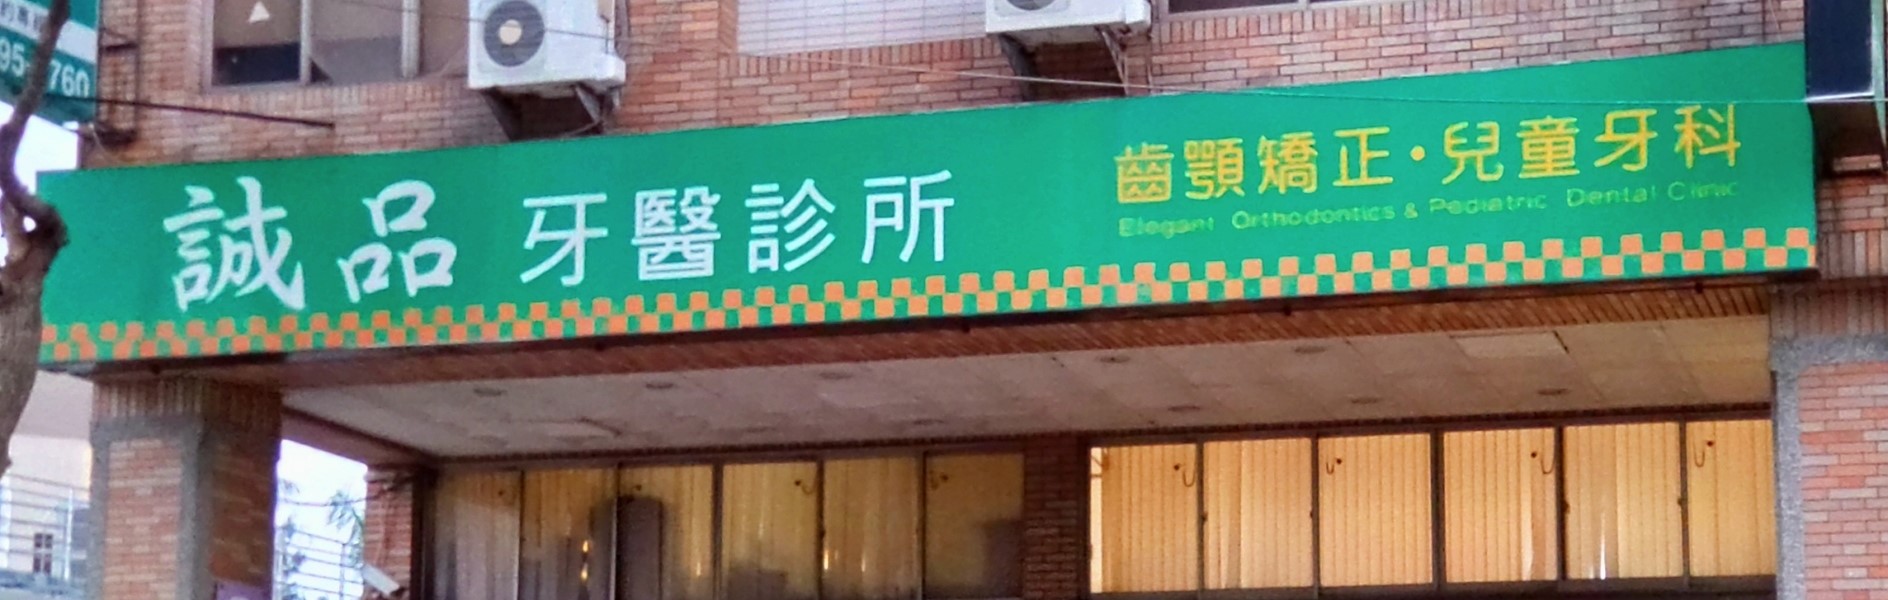 誠品 牙醫診所
齒顎矯正・兒童牙科
Elegant Orthodontics & Pediatric Dental Clinic
760